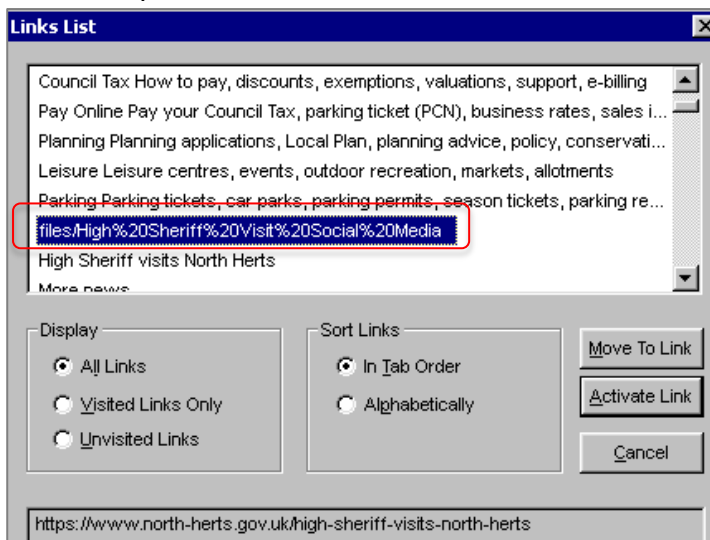 Links List
Council Tax How to pay, discounts, exemptions, valuations, support, e-billing
Pay Online Pay your Council Tax, parking ticket (PCN), business rates, sales i...
Planning Planning applications, Local Plan, planning advice, policy, conservati...
Leisure Leisure centres, events, outdoor recreation, markets, allotments
Parking Parking tickets, car parks, parking permits, season tickets, parking re...
files/High%20Sheriff%20Visit%20Social%20Media
High Sheriff visits North Herts
More news
Display
All Links
Visited Links Only
Unvisited Links
Sort Links
In Tab Order
Alphabetically
Move To Link
Activate Link
Cancel
https://www.north-herts.gov.uk/high-sheriff-visits-north-herts